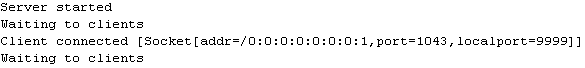 Server started
Waiting to clients
Client connected [Socket[addr=/0:0:0:0:0:0:0:1,port=1043,localport=9999]]
Waiting to clients